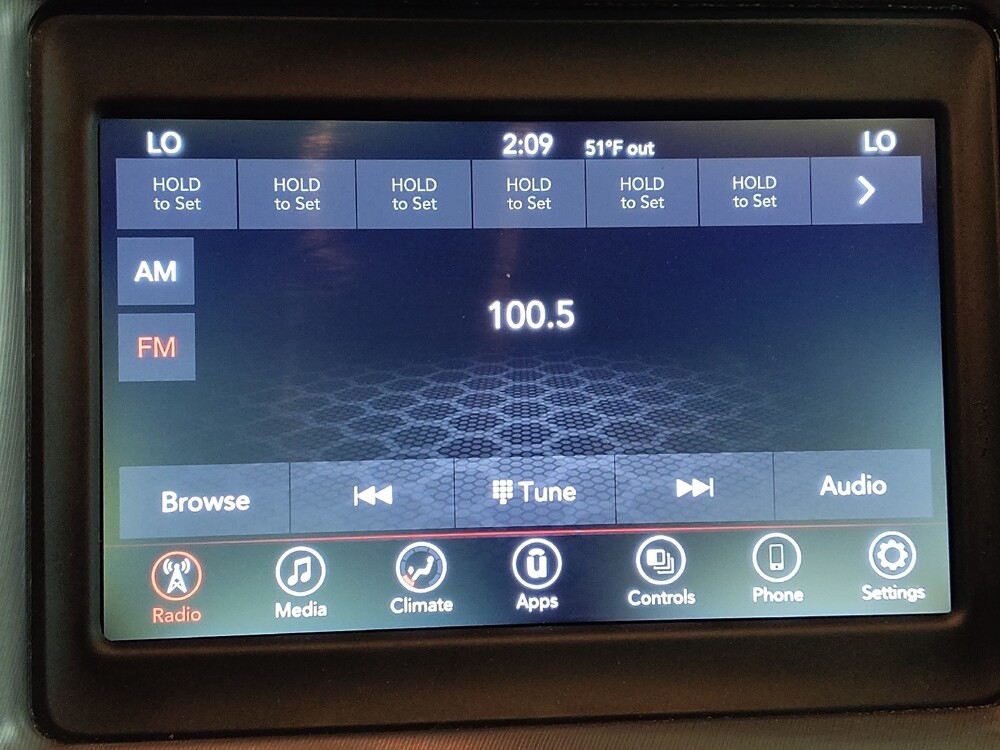 LO 2:09 51°F out LO
HOLD HOLD HOLD HOLD HOLD HOLD
to Set to Set to Set to Set to Set to Set
AM
100.5
FM
Browse Tune Audio
Radio Media Climate Apps Controls Phone Settings